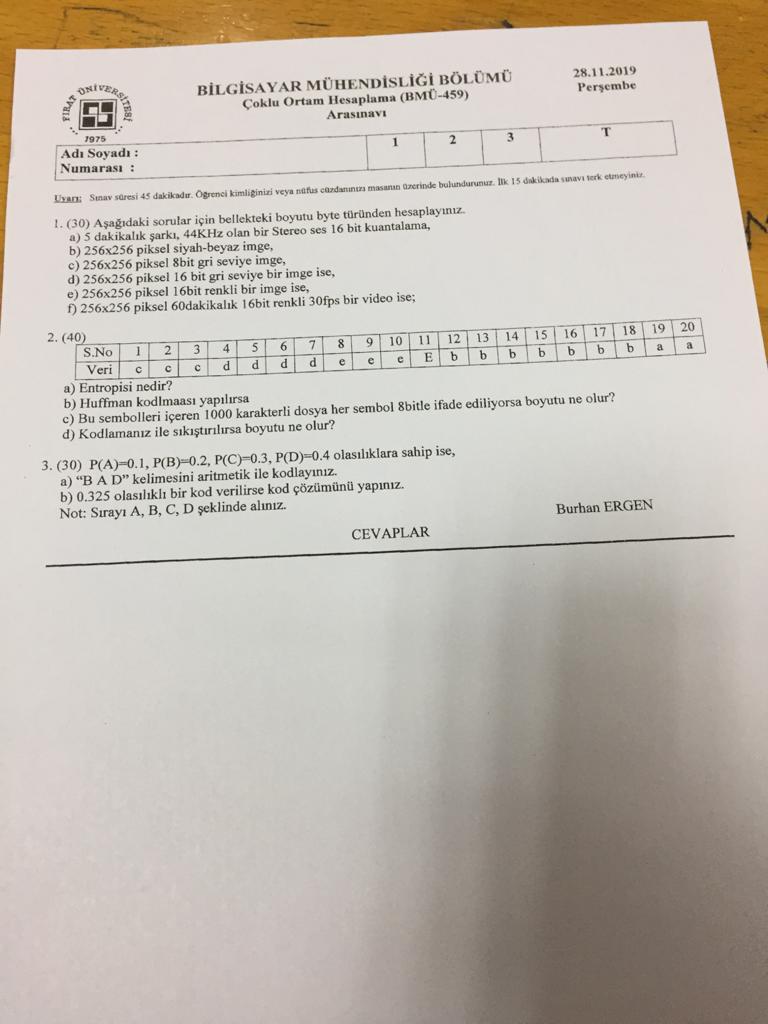 FIRAT ÜNİVERSİTESİ
1975
BİLGİSAYAR MÜHENDİSLİĞİ BÖLÜMÜ
Çoklu Ortam Hesaplama (BMÜ-459)
Arasınavı
28.11.2019
Perşembe
Adı Soyadı :
Numarası :
1 2 3 T
Uyarı: Sınav süresi 45 dakikadır. Öğrenci kimliğinizi veya nüfus cüzdanınızı masanın üzerinde bulundurunuz. İlk 15 dakikada sınavı terk etmeyiniz.
1. (30) Aşağıdaki sorular için bellekteki boyutu byte türünden hesaplayınız.
a) 5 dakikalık şarkı, 44KHz olan bir Stereo ses 16 bit kuantalama,
b) 256x256 piksel siyah-beyaz imge,
c) 256x256 piksel 8bit gri seviye imge,
d) 256x256 piksel 16 bit gri seviye bir imge ise,
e) 256x256 piksel 16bit renkli bir imge ise,
f) 256x256 piksel 60dakikalık 16bit renkli 30fps bir video ise;
2. (40)
S.No 1 2 3 4 5 6 7 8 9 10 11 12 13 14 15 16 17 18 19 20
Veri c c c d d d d e e e E b b b b b b b a a
a) Entropisi nedir?
b) Huffman kodlmaası yapılırsa
c) Bu sembolleri içeren 1000 karakterli dosya her sembol 8bitle ifade ediliyorsa boyutu ne olur?
d) Kodlamanız ile sıkıştırılırsa boyutu ne olur?
3. (30) P(A)=0.1, P(B)=0.2, P(C)=0.3, P(D)=0.4 olasılıklara sahip ise,
a) “B A D” kelimesini aritmetik ile kodlayınız.
b) 0.325 olasılıklı bir kod verilirse kod çözümünü yapınız.
Not: Sırayı A, B, C, D şeklinde alınız.
Burhan ERGEN
CEVAPLAR